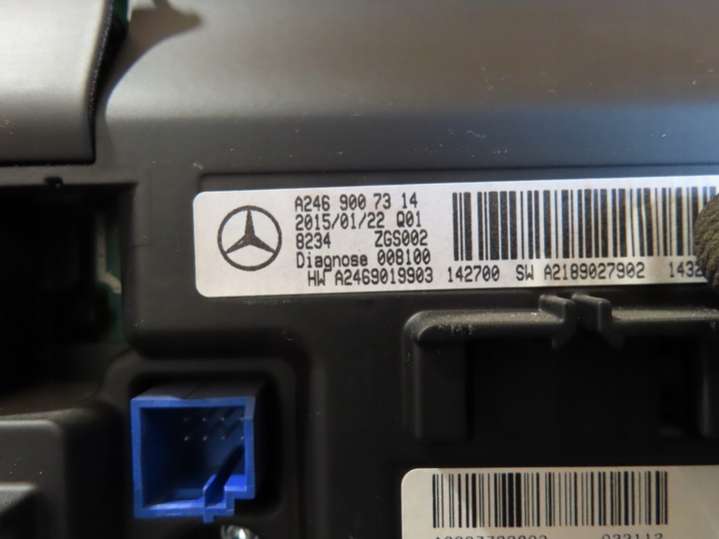 A246 900 73 14
2015/01/22 Q01
8234 ZGS002
Diagnose 008100
HW A2469019903 142700 SW A2189027902